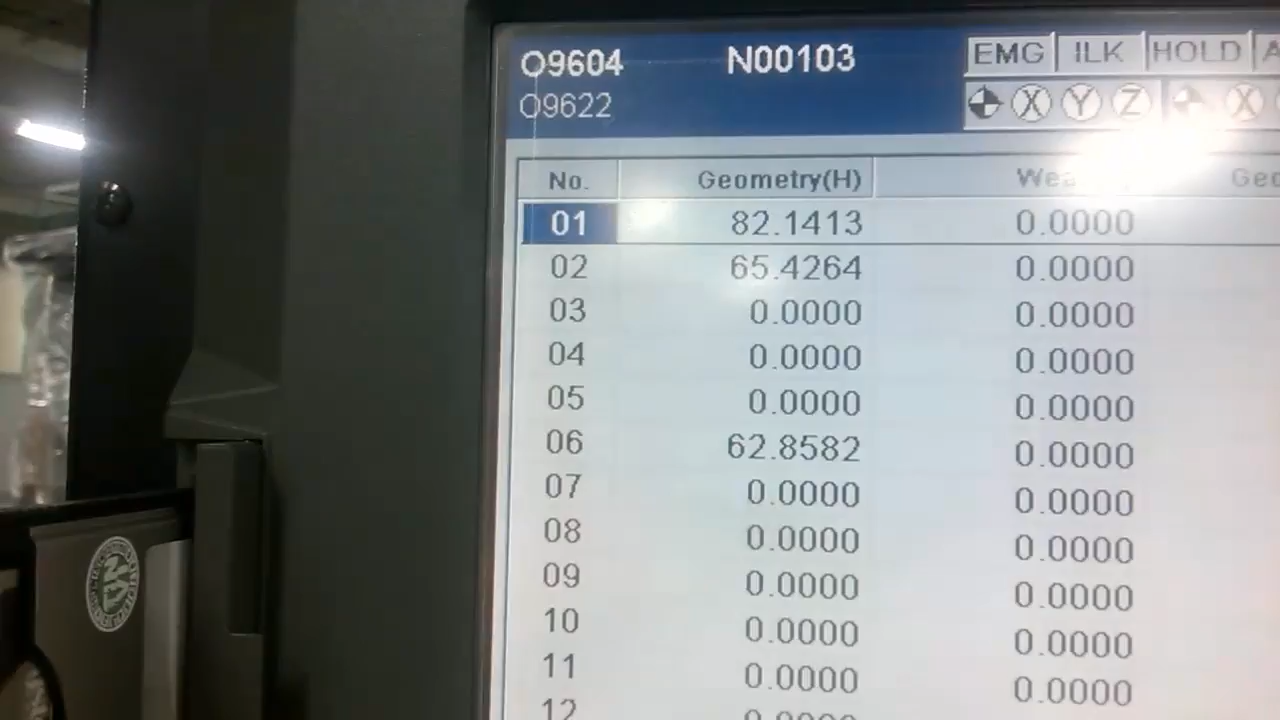 O9604 N00103 EMG ILK HOLD A
O9622 X Y Z X
No. Geometry(H) Geo
01 82.1413 0.0000
02 65.4264 0.0000
03 0.0000 0.0000
04 0.0000 0.0000
05 0.0000 0.0000
06 62.8582 0.0000
07 0.0000 0.0000
08 0.0000 0.0000
09 0.0000 0.0000
10 0.0000 0.0000
11 0.0000 0.0000
12 0.0000